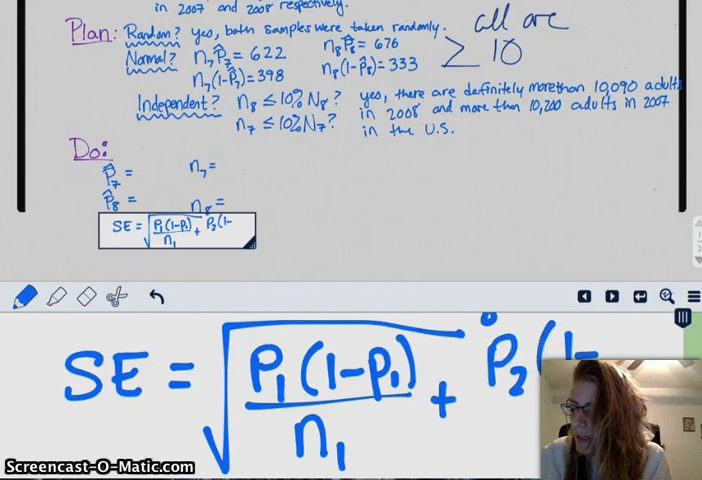 in 2007 and 2008 respectively.
Plan: Random? yes, both samples were taken randomly.
all are
≥ 10
Normal? n₇P̂₇ = 622 n₈P̂₈ = 676
n₇(1-P̂₇) = 398 n₈(1-P̂₈) = 333
Independent? n₈ ≤ 10% N₈? yes, there are definitely more than 10,090 adults
n₇ ≤ 10% N₇? in 2008 and more than 10,200 adults in 2007
in the U.S.
Do:
P̂₇ = n₇ =
P̂₈ = n₈ =
SE = √P₁(1-P₁)/n₁ + P₂(1-
SE = √P₁(1-p₁)/n₁ + P₂(1-
Screencast-O-Matic.com